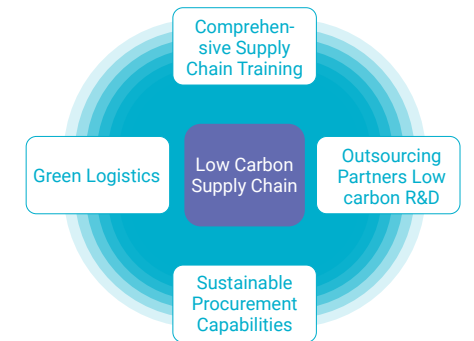 Comprehen-
sive Supply
Chain Training
Green Logistics
Low Carbon
Supply Chain
Outsourcing
Partners Low
carbon R&D
Sustainable
Procurement
Capabilities